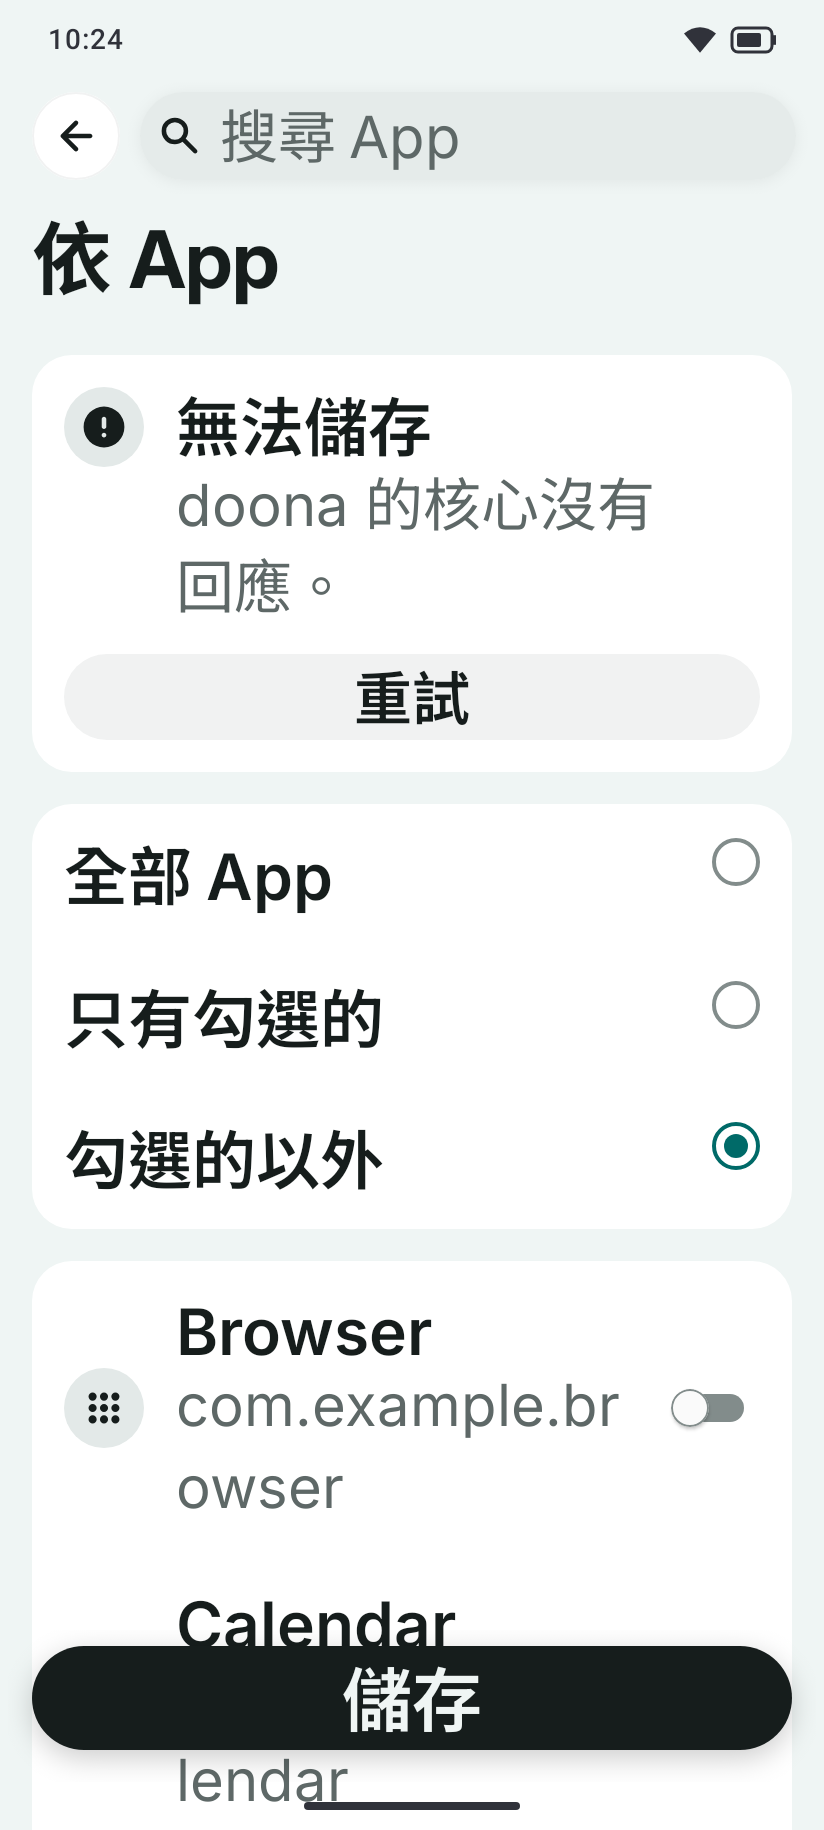 10:24
搜尋 App
依 App
無法儲存
doona 的核心沒有
回應。
重試
全部 App
只有勾選的
勾選的以外
Browser
com.example.br
owser
Calendar
儲存
lendar